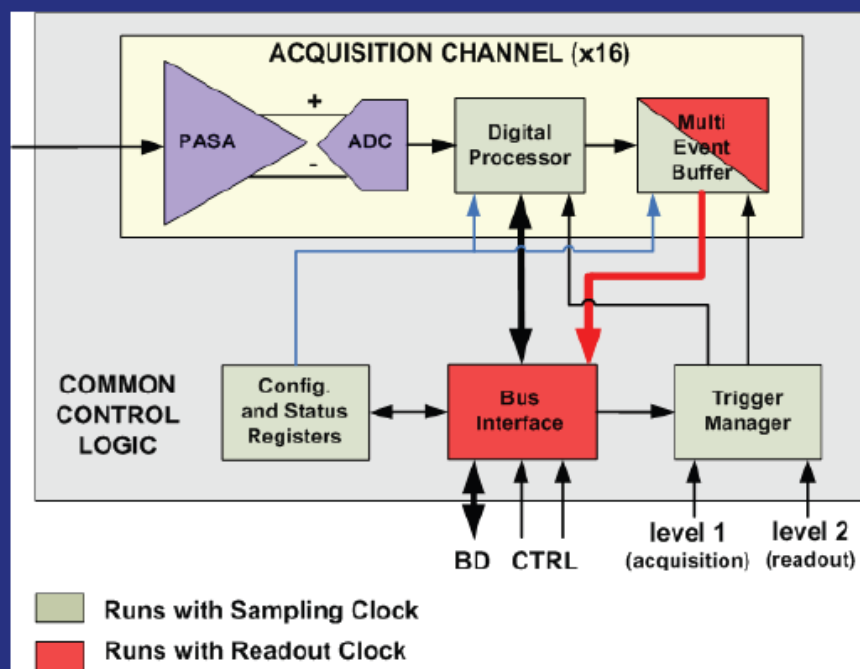 ACQUISITION CHANNEL (x16)
PASA
+
-
ADC
Digital
Processor
Multi
Event
Buffer
COMMON
CONTROL
LOGIC
Config.
and Status
Registers
Bus
Interface
Trigger
Manager
BD
CTRL
level 1
(acquisition)
level 2
(readout)
Runs with Sampling Clock
Runs with Readout Clock